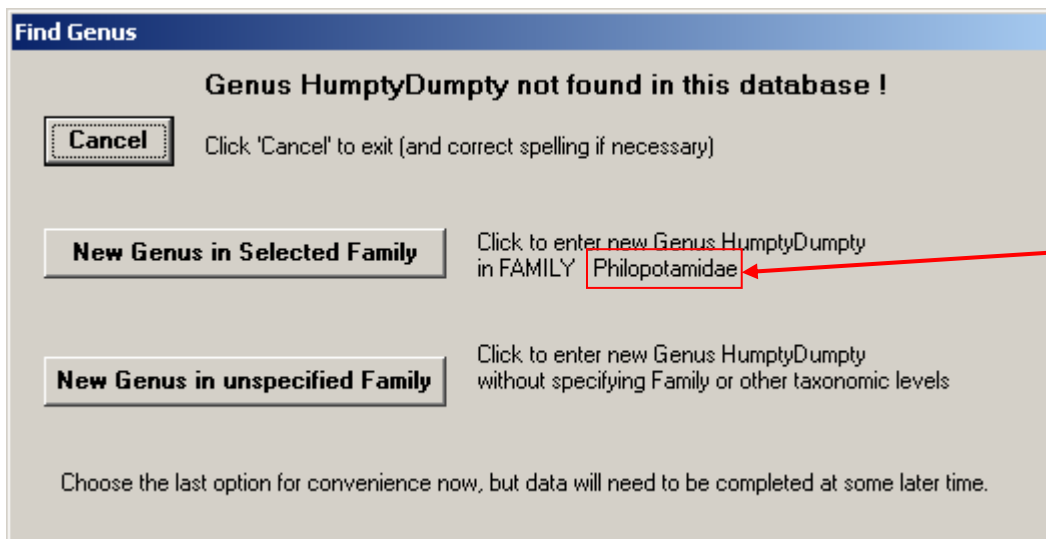 Find Genus
Genus HumptyDumpty not found in this database !
Cancel
Click 'Cancel' to exit (and correct spelling if necessary)
New Genus in Selected Family
Click to enter new Genus HumptyDumpty
in FAMILY Philopotamidae
New Genus in unspecified Family
Click to enter new Genus HumptyDumpty
without specifying Family or other taxonomic levels
Choose the last option for convenience now, but data will need to be completed at some later time.